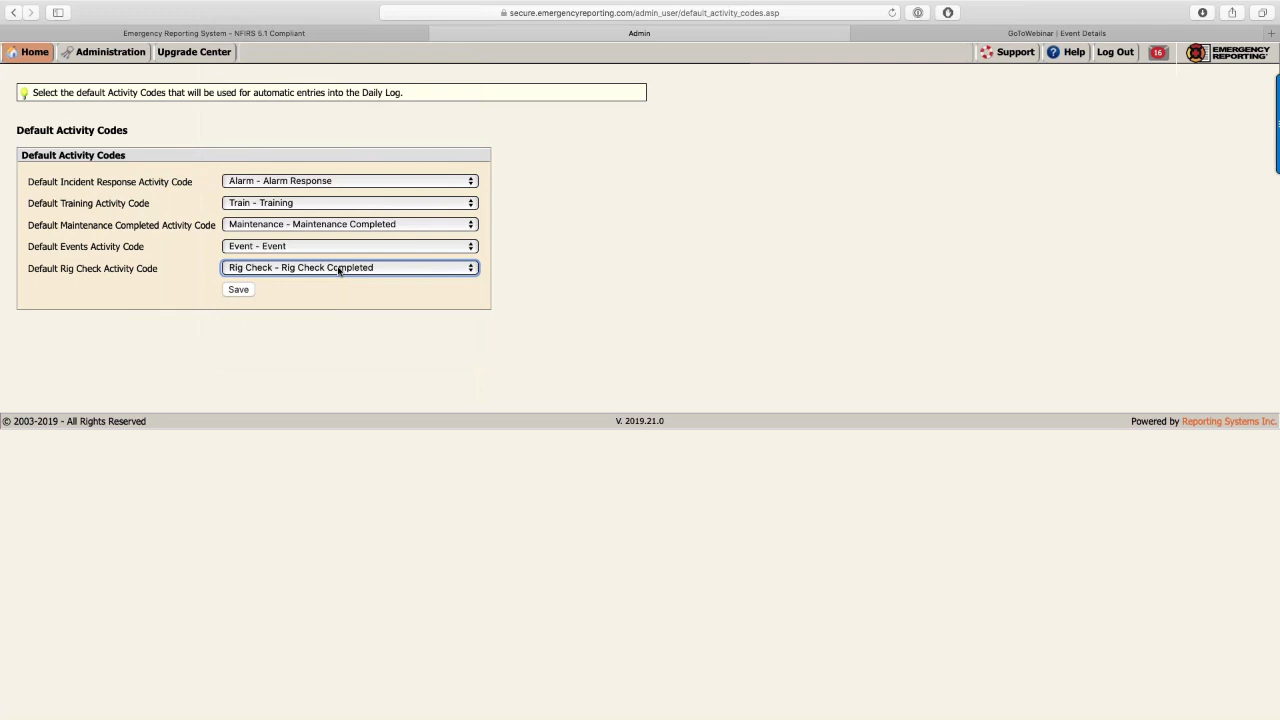 secure.emergencyreporting.com/admin_user/default_activity_codes.asp
Emergency Reporting System - NFIRS 5.1 Compliant
Admin
GoToWebinar | Event Details
Home
Administration
Upgrade Center
Support
Help
Log Out
16
EMERGENCY
REPORTING
Select the default Activity Codes that will be used for automatic entries into the Daily Log.
Default Activity Codes
Default Activity Codes
Default Incident Response Activity Code
Alarm - Alarm Response
Default Training Activity Code
Train - Training
Default Maintenance Completed Activity Code
Maintenance - Maintenance Completed
Default Events Activity Code
Event - Event
Default Rig Check Activity Code
Rig Check - Rig Check Completed
Save
© 2003-2019 - All Rights Reserved
V. 2019.21.0
Powered by Reporting Systems Inc.